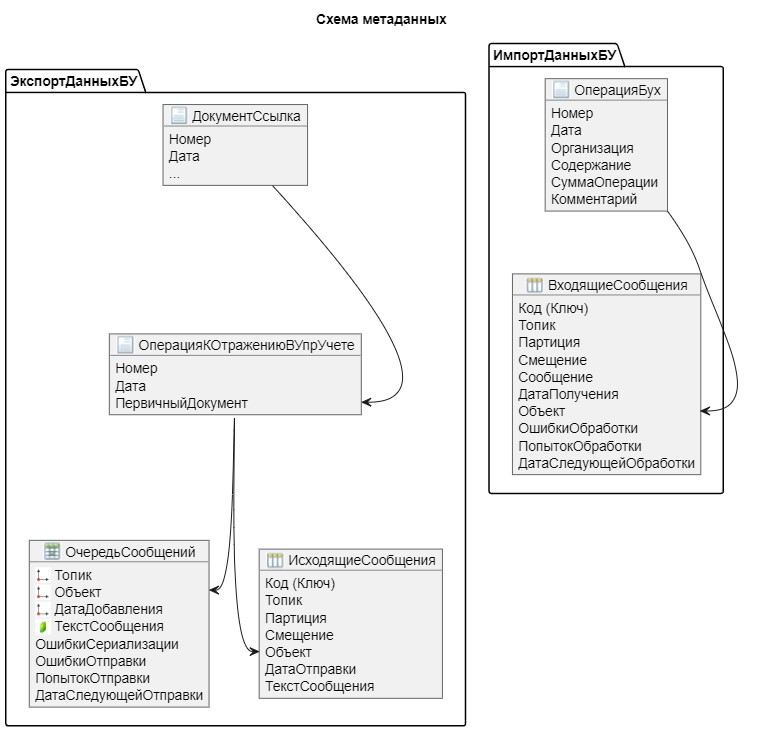 Схема метаданных
ЭкспортДанныхБУ
ДокументСсылка
Номер
Дата
...
ОперацияКОтражениюВУпрУчете
Номер
Дата
ПервичныйДокумент
ОчередьСообщений
Топик
Объект
ДатаДобавления
ТекстСообщения
ОшибкиСериализации
ОшибкиОтправки
ПопытокОтправки
ДатаСледующейОтправки
ИсходящиеСообщения
Код (Ключ)
Топик
Партиция
Смещение
Объект
ДатаОтправки
ТекстСообщения
ИмпортДанныхБУ
ОперацияБух
Номер
Дата
Организация
Содержание
СуммаОперации
Комментарий
ВходящиеСообщения
Код (Ключ)
Топик
Партиция
Смещение
Сообщение
ДатаПолучения
Объект
ОшибкиОбработки
ПопытокОбработки
ДатаСледующейОбработки